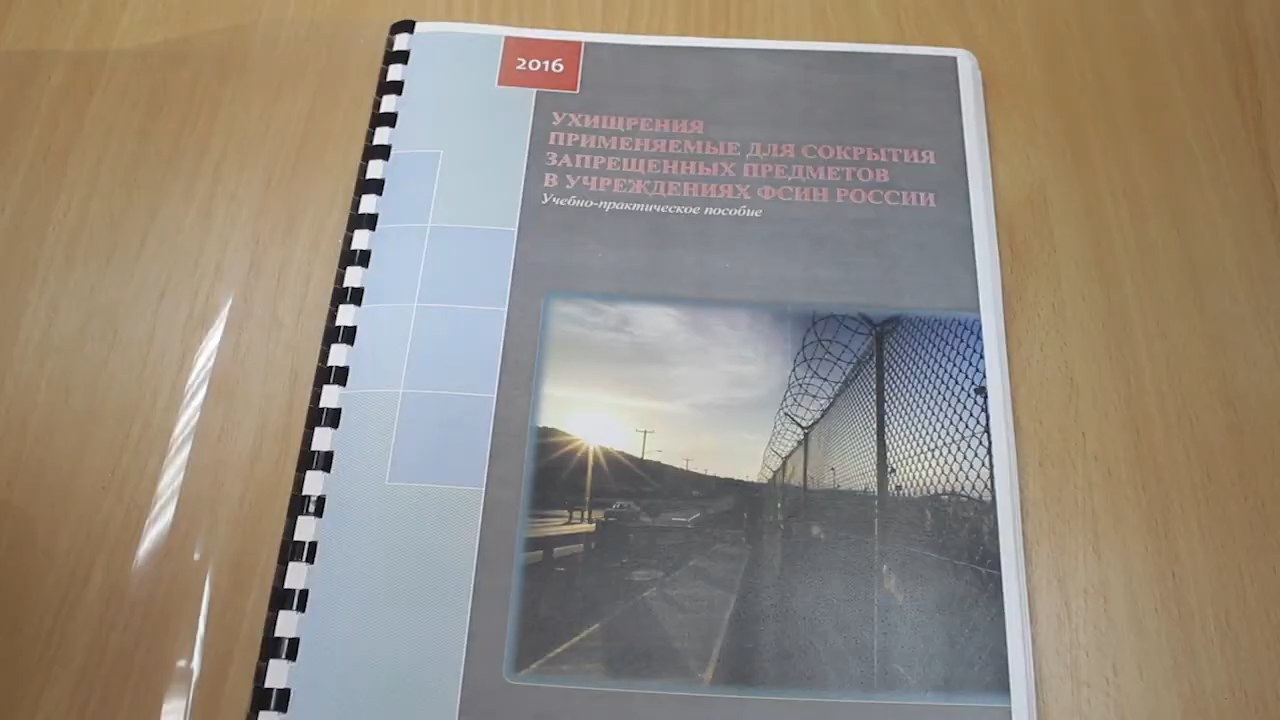 2016
УХИЩРЕНИЯ
ПРИМЕНЯЕМЫЕ ДЛЯ СОКРЫТИЯ
ЗАПРЕЩЕННЫХ ПРЕДМЕТОВ
В УЧРЕЖДЕНИЯХ ФСИН РОССИИ
Учебно-практическое пособие